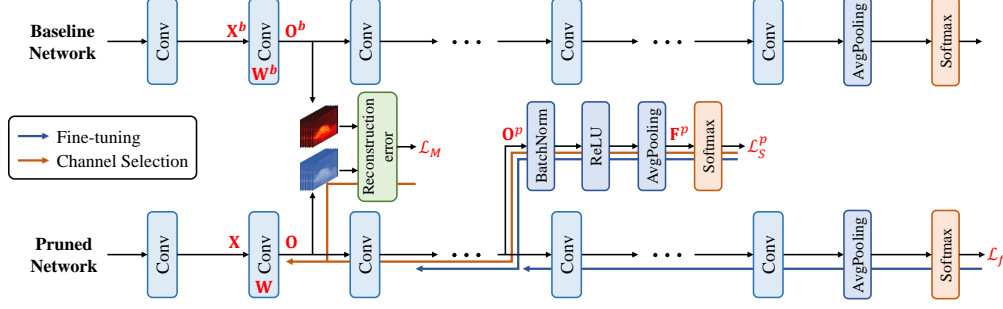 Baseline
Network
Conv
X^b
Conv
W^b
O^b
Conv
• • •
Conv
• • •
Conv
AvgPooling
Softmax
Fine-tuning
Channel Selection
Reconstruction
error
ℒ_M
O^p
BatchNorm
ReLU
AvgPooling
F^p
Softmax
ℒ_S^p
Pruned
Network
Conv
X
Conv
W
O
Conv
• • •
Conv
• • •
Conv
AvgPooling
Softmax
ℒ_f